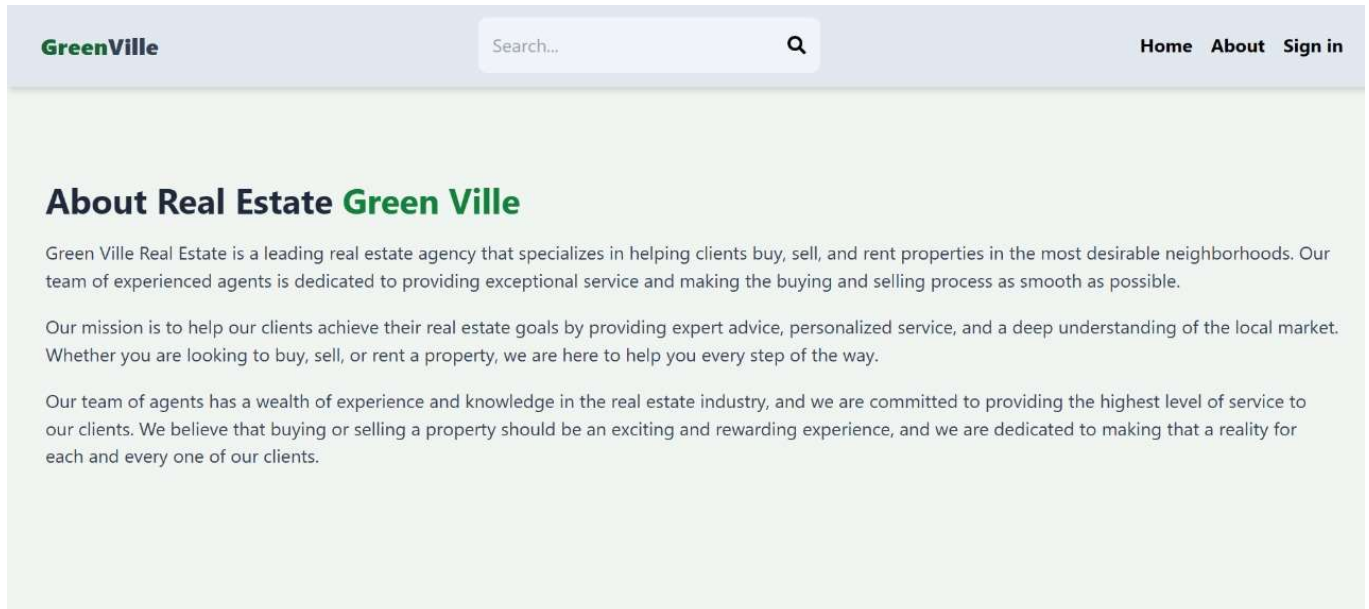 GreenVille
Search...
Home About Sign in
About Real Estate Green Ville
Green Ville Real Estate is a leading real estate agency that specializes in helping clients buy, sell, and rent properties in the most desirable neighborhoods. Our
team of experienced agents is dedicated to providing exceptional service and making the buying and selling process as smooth as possible.
Our mission is to help our clients achieve their real estate goals by providing expert advice, personalized service, and a deep understanding of the local market.
Whether you are looking to buy, sell, or rent a property, we are here to help you every step of the way.
Our team of agents has a wealth of experience and knowledge in the real estate industry, and we are committed to providing the highest level of service to
our clients. We believe that buying or selling a property should be an exciting and rewarding experience, and we are dedicated to making that a reality for
each and every one of our clients.